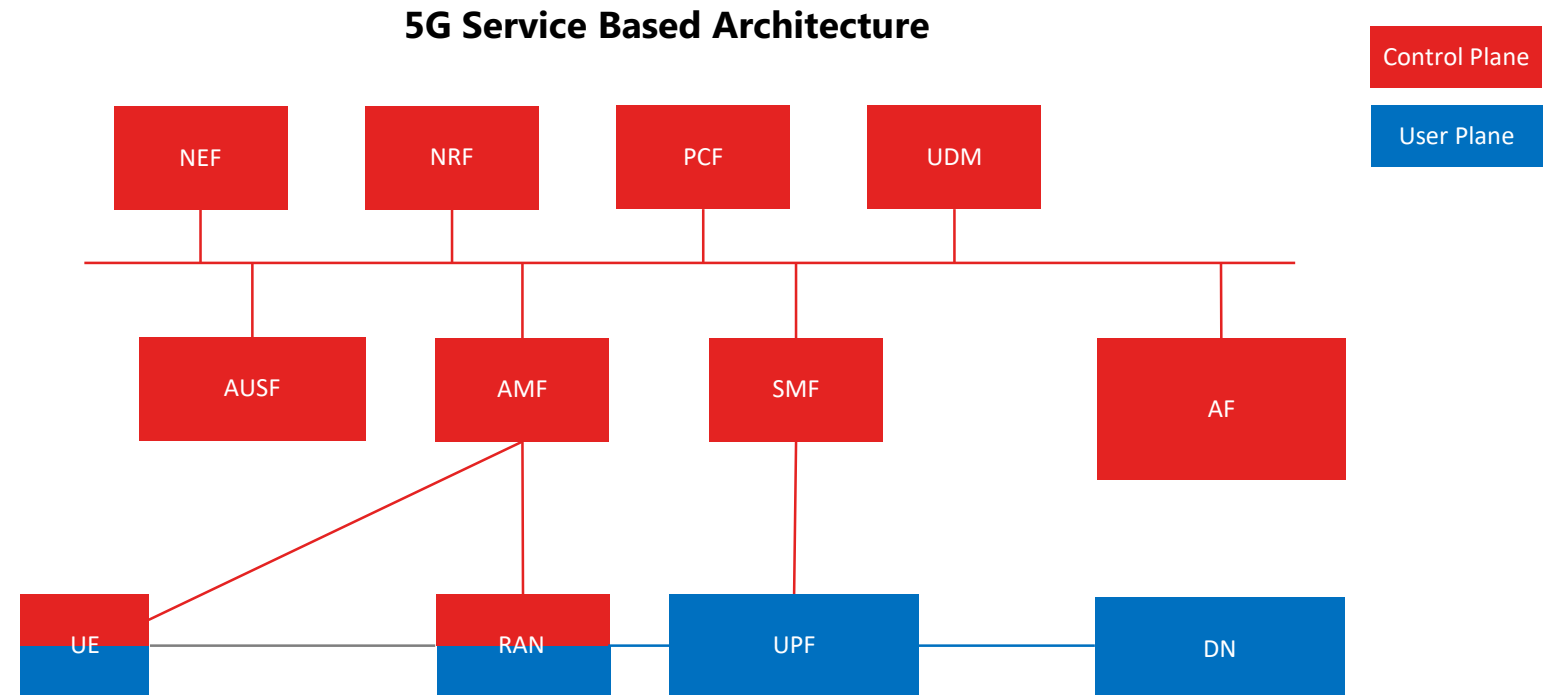 5G Service Based Architecture
Control Plane
User Plane
NEF
NRF
PCF
UDM
AUSF
AMF
SMF
AF
UE
RAN
UPF
DN